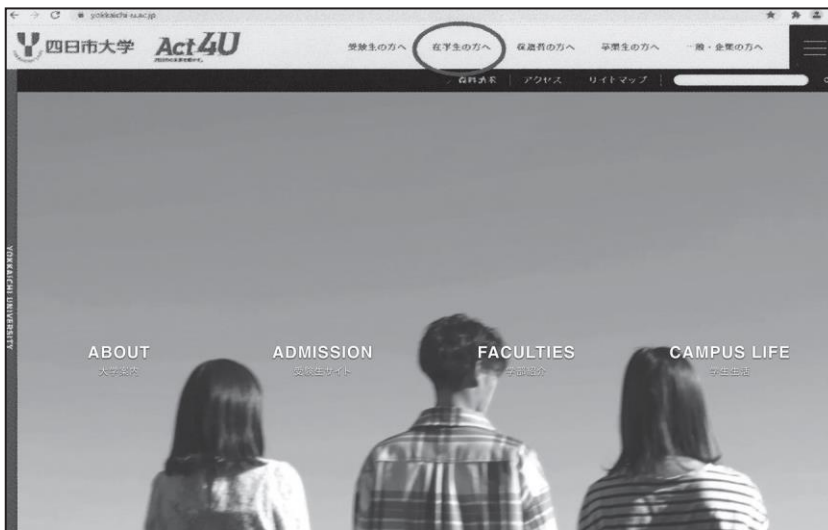 yokkaichi-u.ac.jp
四日市大学 Act4U 受験生の方へ 在学生の方へ 保護者の方へ 卒業生の方へ 一般・企業の方へ
資料請求 アクセス サイトマップ
YOKKAICHI UNIVERSITY
ABOUT ADMISSION FACULTIES CAMPUS LIFE
大学案内 受験生サイト 学部紹介 学生生活